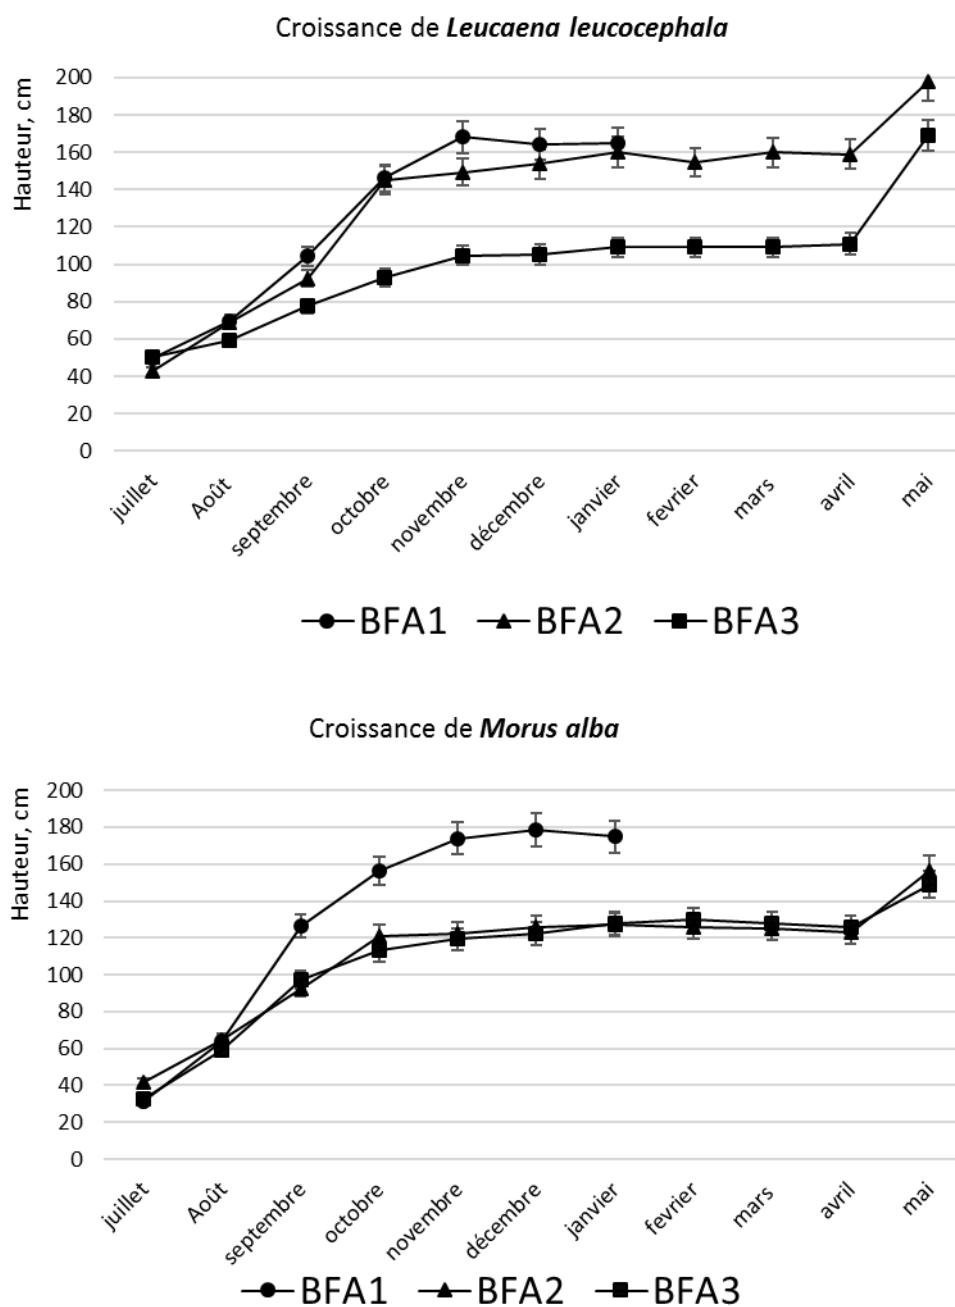 Croissance de Leucaena leucocephala
Hauteur, cm
200
180
160
140
120
100
80
60
40
20
0
juillet
Août
septembre
octobre
novembre
décembre
janvier
fevrier
mars
avril
mai
BFA1 BFA2 BFA3
Croissance de Morus alba
Hauteur, cm
200
180
160
140
120
100
80
60
40
20
0
juillet
Août
septembre
octobre
novembre
décembre
janvier
fevrier
mars
avril
mai
BFA1 BFA2 BFA3